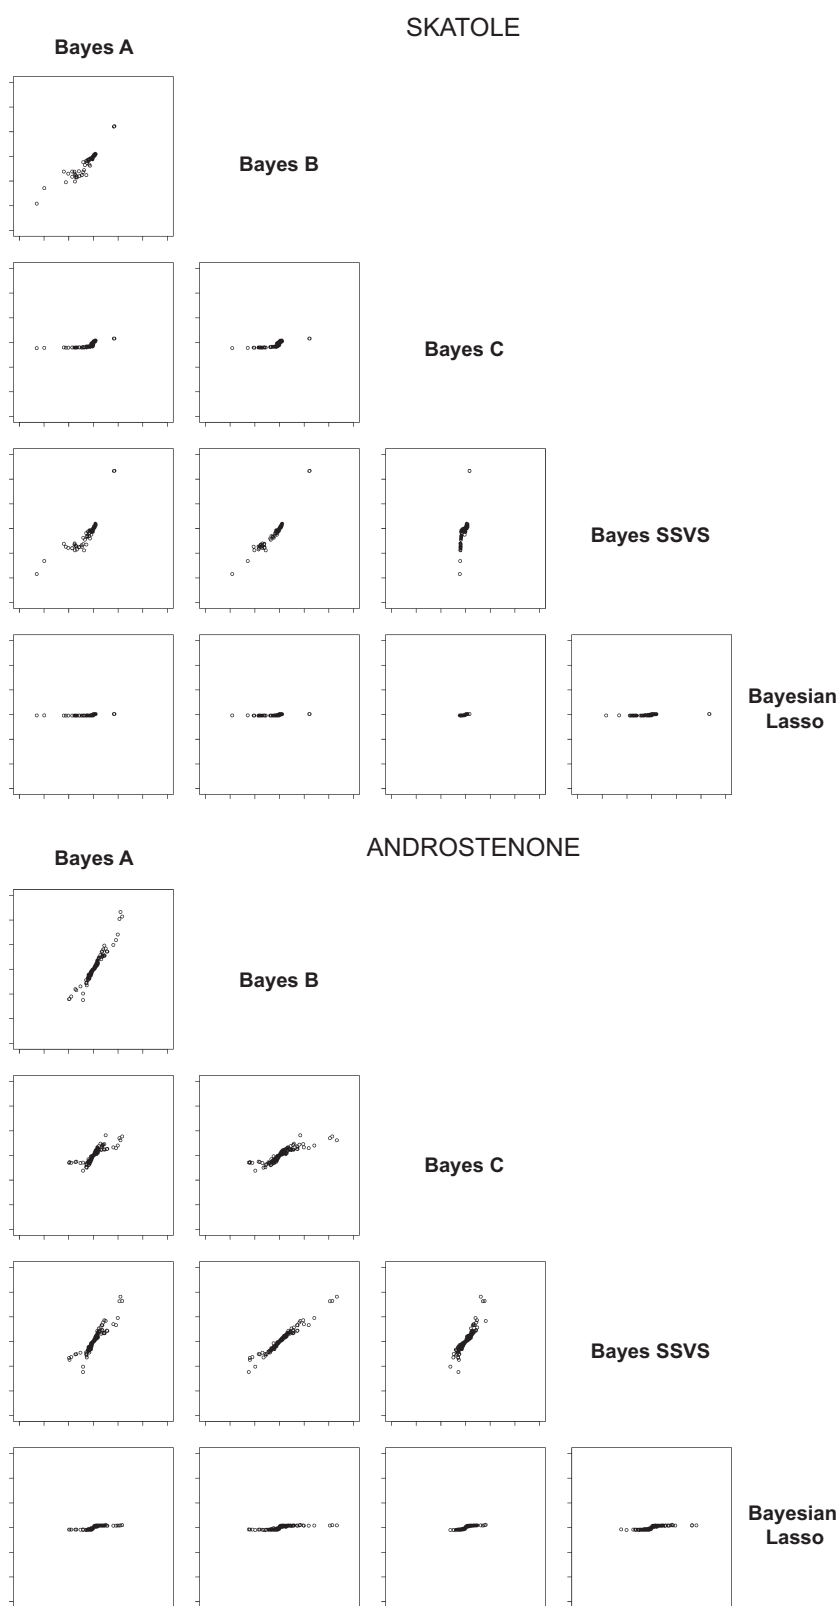 SKATOLE
Bayes A
Bayes B
Bayes C
Bayes SSVS
Bayesian
Lasso
ANDROSTENONE
Bayes A
Bayes B
Bayes C
Bayes SSVS
Bayesian
Lasso